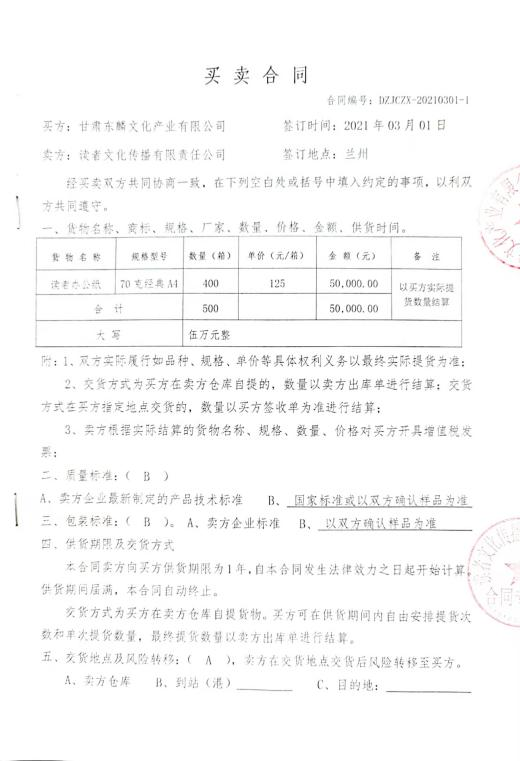 买 卖 合 同
合同编号：DZJCZX-20210301-1
买方：甘肃东麟文化产业有限公司 签订时间：2021 年 03 月 01 日
卖方：读者文化传播有限责任公司 签订地点：兰州
经买卖双方共同协商一致，在下列空白处或括号中填入约定的事项，以利双
方共同遵守。
一、货物名称、商标、规格、厂家、数量、价格、金额、供货时间。
货 物 名 称 规格型号 数量（箱） 单价（元/箱） 金 额（元） 备 注
读者办公纸 70 克经典 A4 400 125 50,000.00 以买方实际提
货数量结算
合 计 500 50,000.00
大 写 伍万元整
附：1、双方实际履行如品种、规格、单价等具体权利义务以最终实际提货为准；
2、交货方式为买方在卖方仓库自提的，数量以卖方出库单进行结算；交货
方式在买方指定地点交货的，数量以买方签收单为准进行结算；
3、卖方根据实际结算的货物名称、规格、数量、价格对买方开具增值税发
票；
二、质量标准：（ B ）
A、卖方企业最新制定的产品技术标准 B、 国家标准或以双方确认样品为准
三、包装标准：（ B ）。 A、卖方企业标准 B、 以双方确认样品为准
四、供货期限及交货方式
本合同卖方向买方供货期限为 1 年，自本合同发生法律效力之日起开始计算，
供货期间届满，本合同自动终止。
交货方式为买方在卖方仓库自提货物。买方可在供货期间内自由安排提货次
数和单次提货数量，最终提货数量以卖方出库单进行结算。
五、交货地点及风险转移：（ A ），卖方在交货地点交货后风险转移至买方。
A、卖方仓库 B、到站（港）________ C、目的地：____________